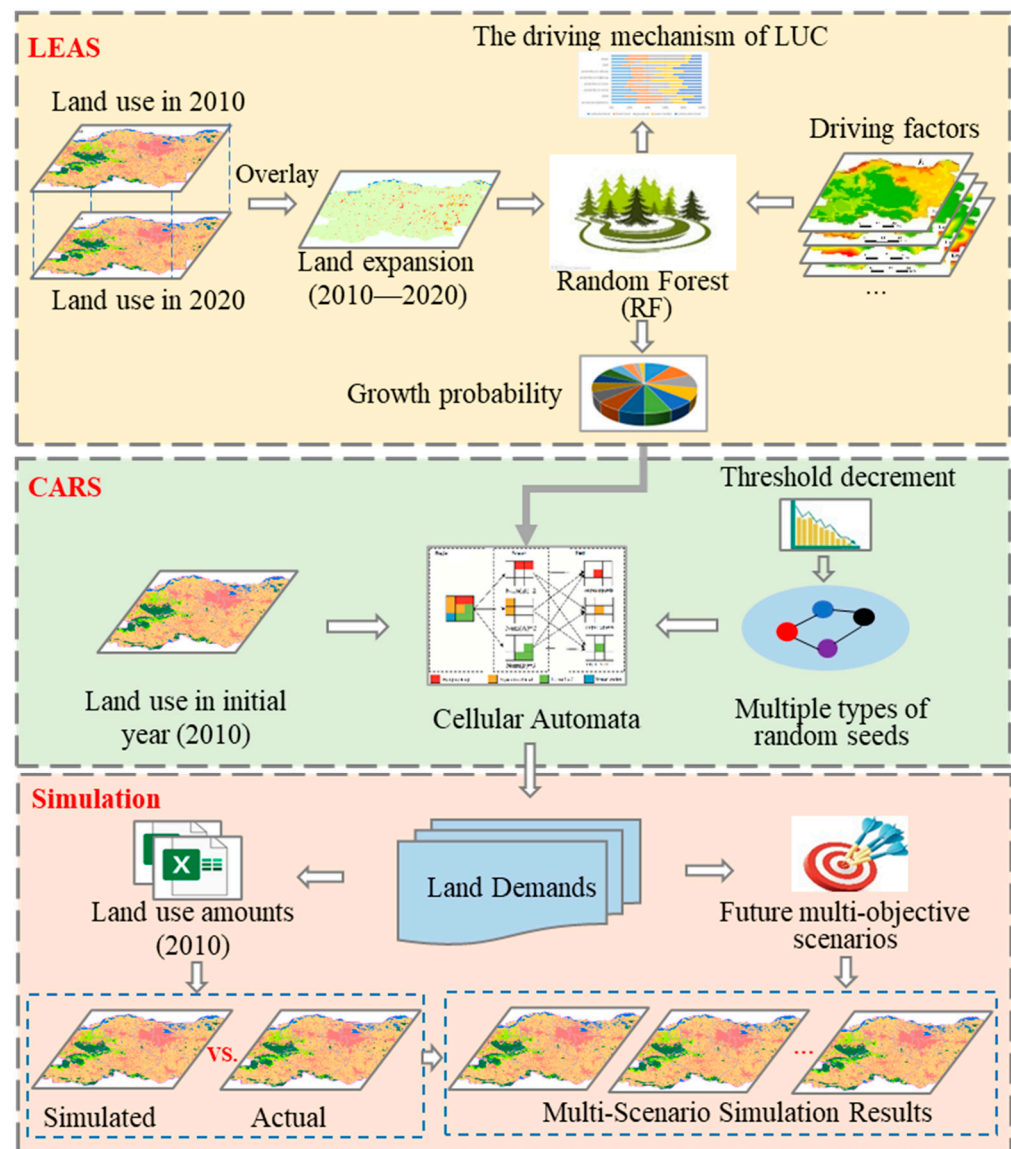 LEAS
The driving mechanism of LUC
Land use in 2010
Driving factors
Overlay
Land expansion
(2010—2020)
Land use in 2020
Random Forest
(RF)
...
Growth probability
CARS
Threshold decrement
Land use in initial
year (2010)
Cellular Automata
Multiple types of
random seeds
Simulation
X
Land Demands
Land use amounts
(2010)
Future multi-objective
scenarios
vs.
...
Simulated
Actual
Multi-Scenario Simulation Results